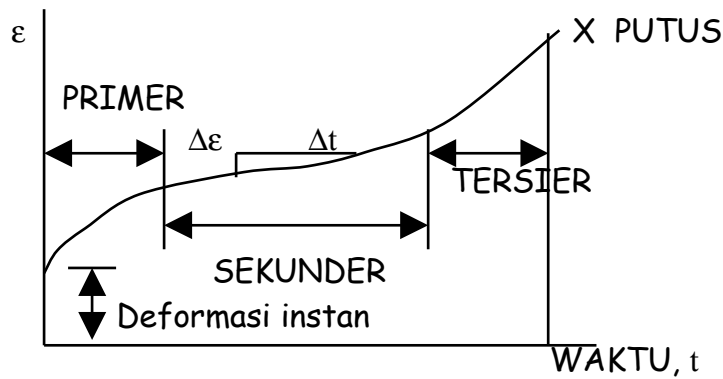 ε
X PUTUS
PRIMER
Δε Δt
TERSIER
SEKUNDER
Deformasi instan
WAKTU, t